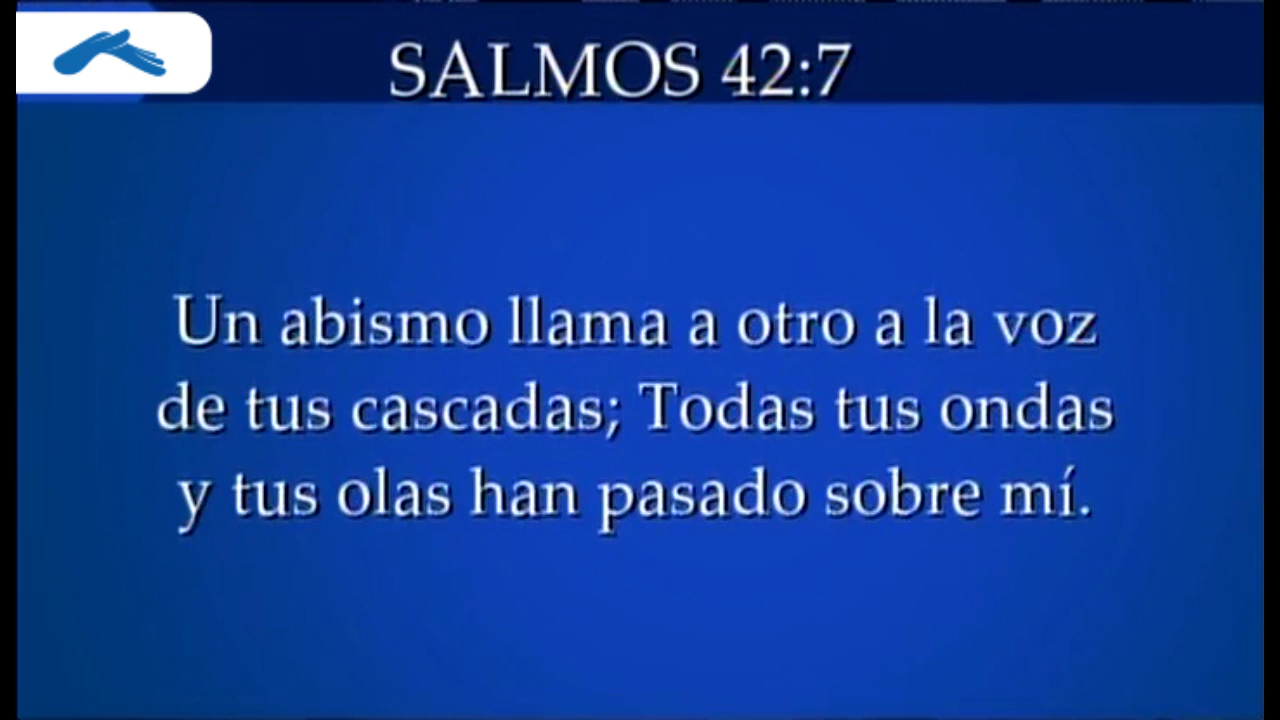 SALMOS 42:7
Un abismo llama a otro a la voz
de tus cascadas; Todas tus ondas
y tus olas han pasado sobre mí.